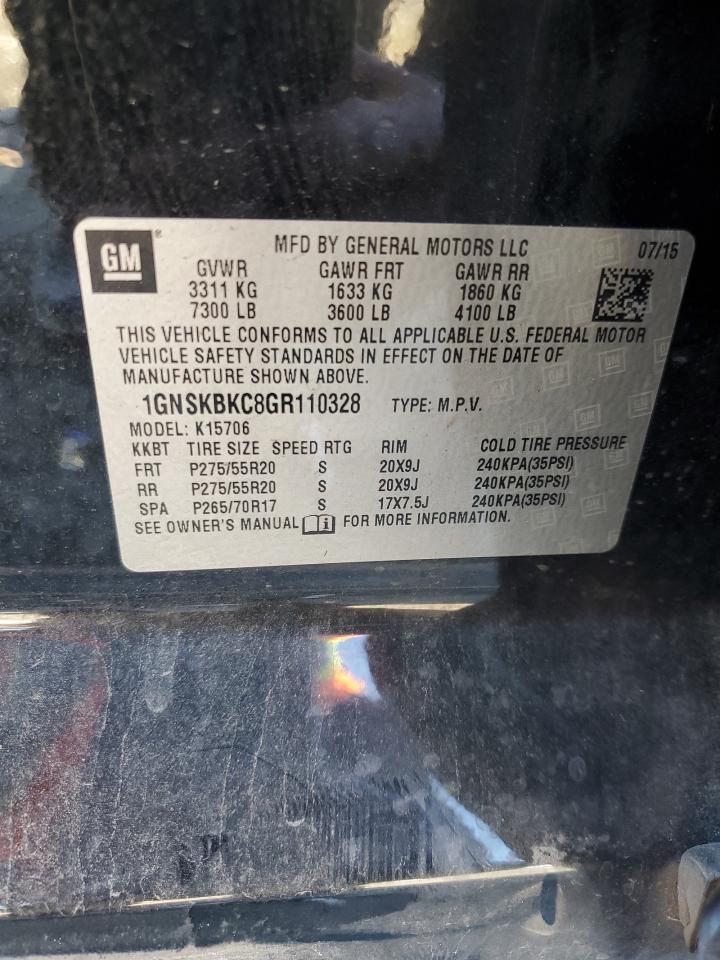 GM ®
MFD BY GENERAL MOTORS LLC 07/15
GVWR GAWR FRT GAWR RR
3311 KG 1633 KG 1860 KG
7300 LB 3600 LB 4100 LB
THIS VEHICLE CONFORMS TO ALL APPLICABLE U.S. FEDERAL MOTOR
VEHICLE SAFETY STANDARDS IN EFFECT ON THE DATE OF
MANUFACTURE SHOWN ABOVE.
1GNSKBKC8GR110328 TYPE: M.P.V.
MODEL: K15706
KKBT TIRE SIZE SPEED RTG RIM COLD TIRE PRESSURE
FRT P275/55R20 S 20X9J 240KPA(35PSI)
RR P275/55R20 S 20X9J 240KPA(35PSI)
SPA P265/70R17 S 17X7.5J 240KPA(35PSI)
SEE OWNER'S MANUAL FOR MORE INFORMATION.